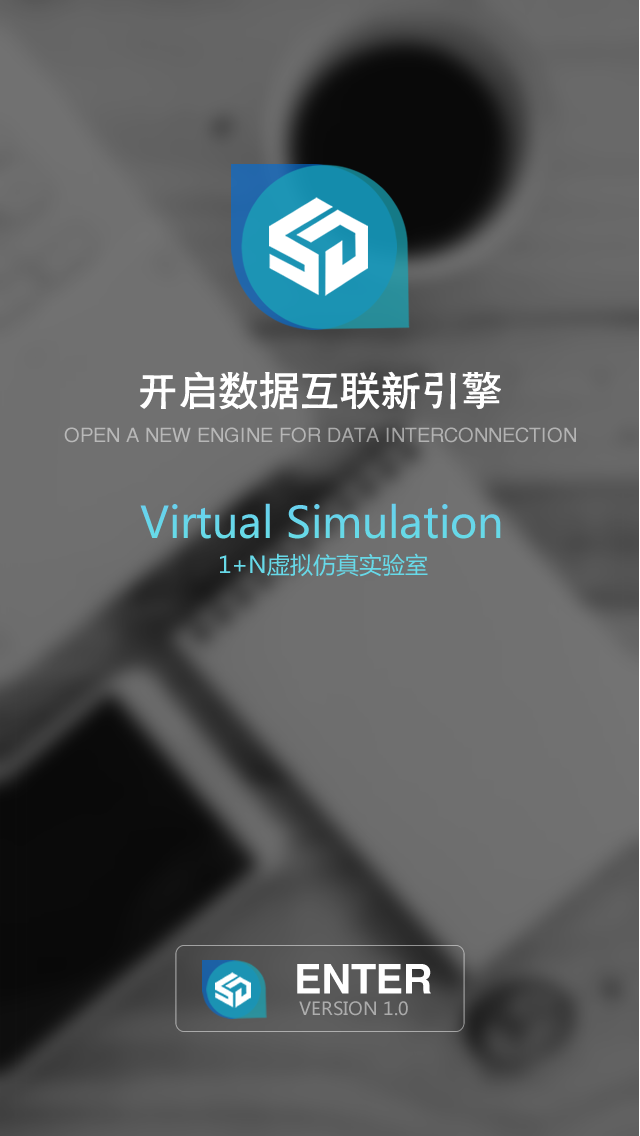 开启数据互联新引擎
OPEN A NEW ENGINE FOR DATA INTERCONNECTION
Virtual Simulation
1+N虚拟仿真实验室
ENTER
VERSION 1.0